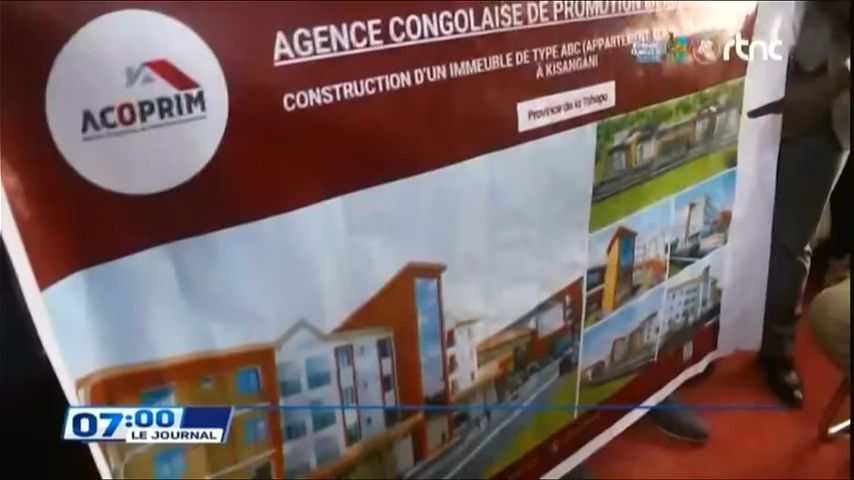 AGENCE CONGOLAISE DE PROMOTION
CONSTRUCTION D'UN IMMEUBLE DE TYPE ABC (APPARTEMENT
À KISANGANI
Province de la Tshopo
ACOPRIM
rtnc
07:00
LE JOURNAL